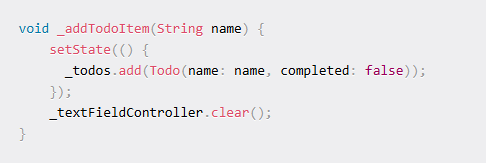 void _addTodoItem(String name) {
    setState(() {
      _todos.add(Todo(name: name, completed: false));
    });
    _textFieldController.clear();
}